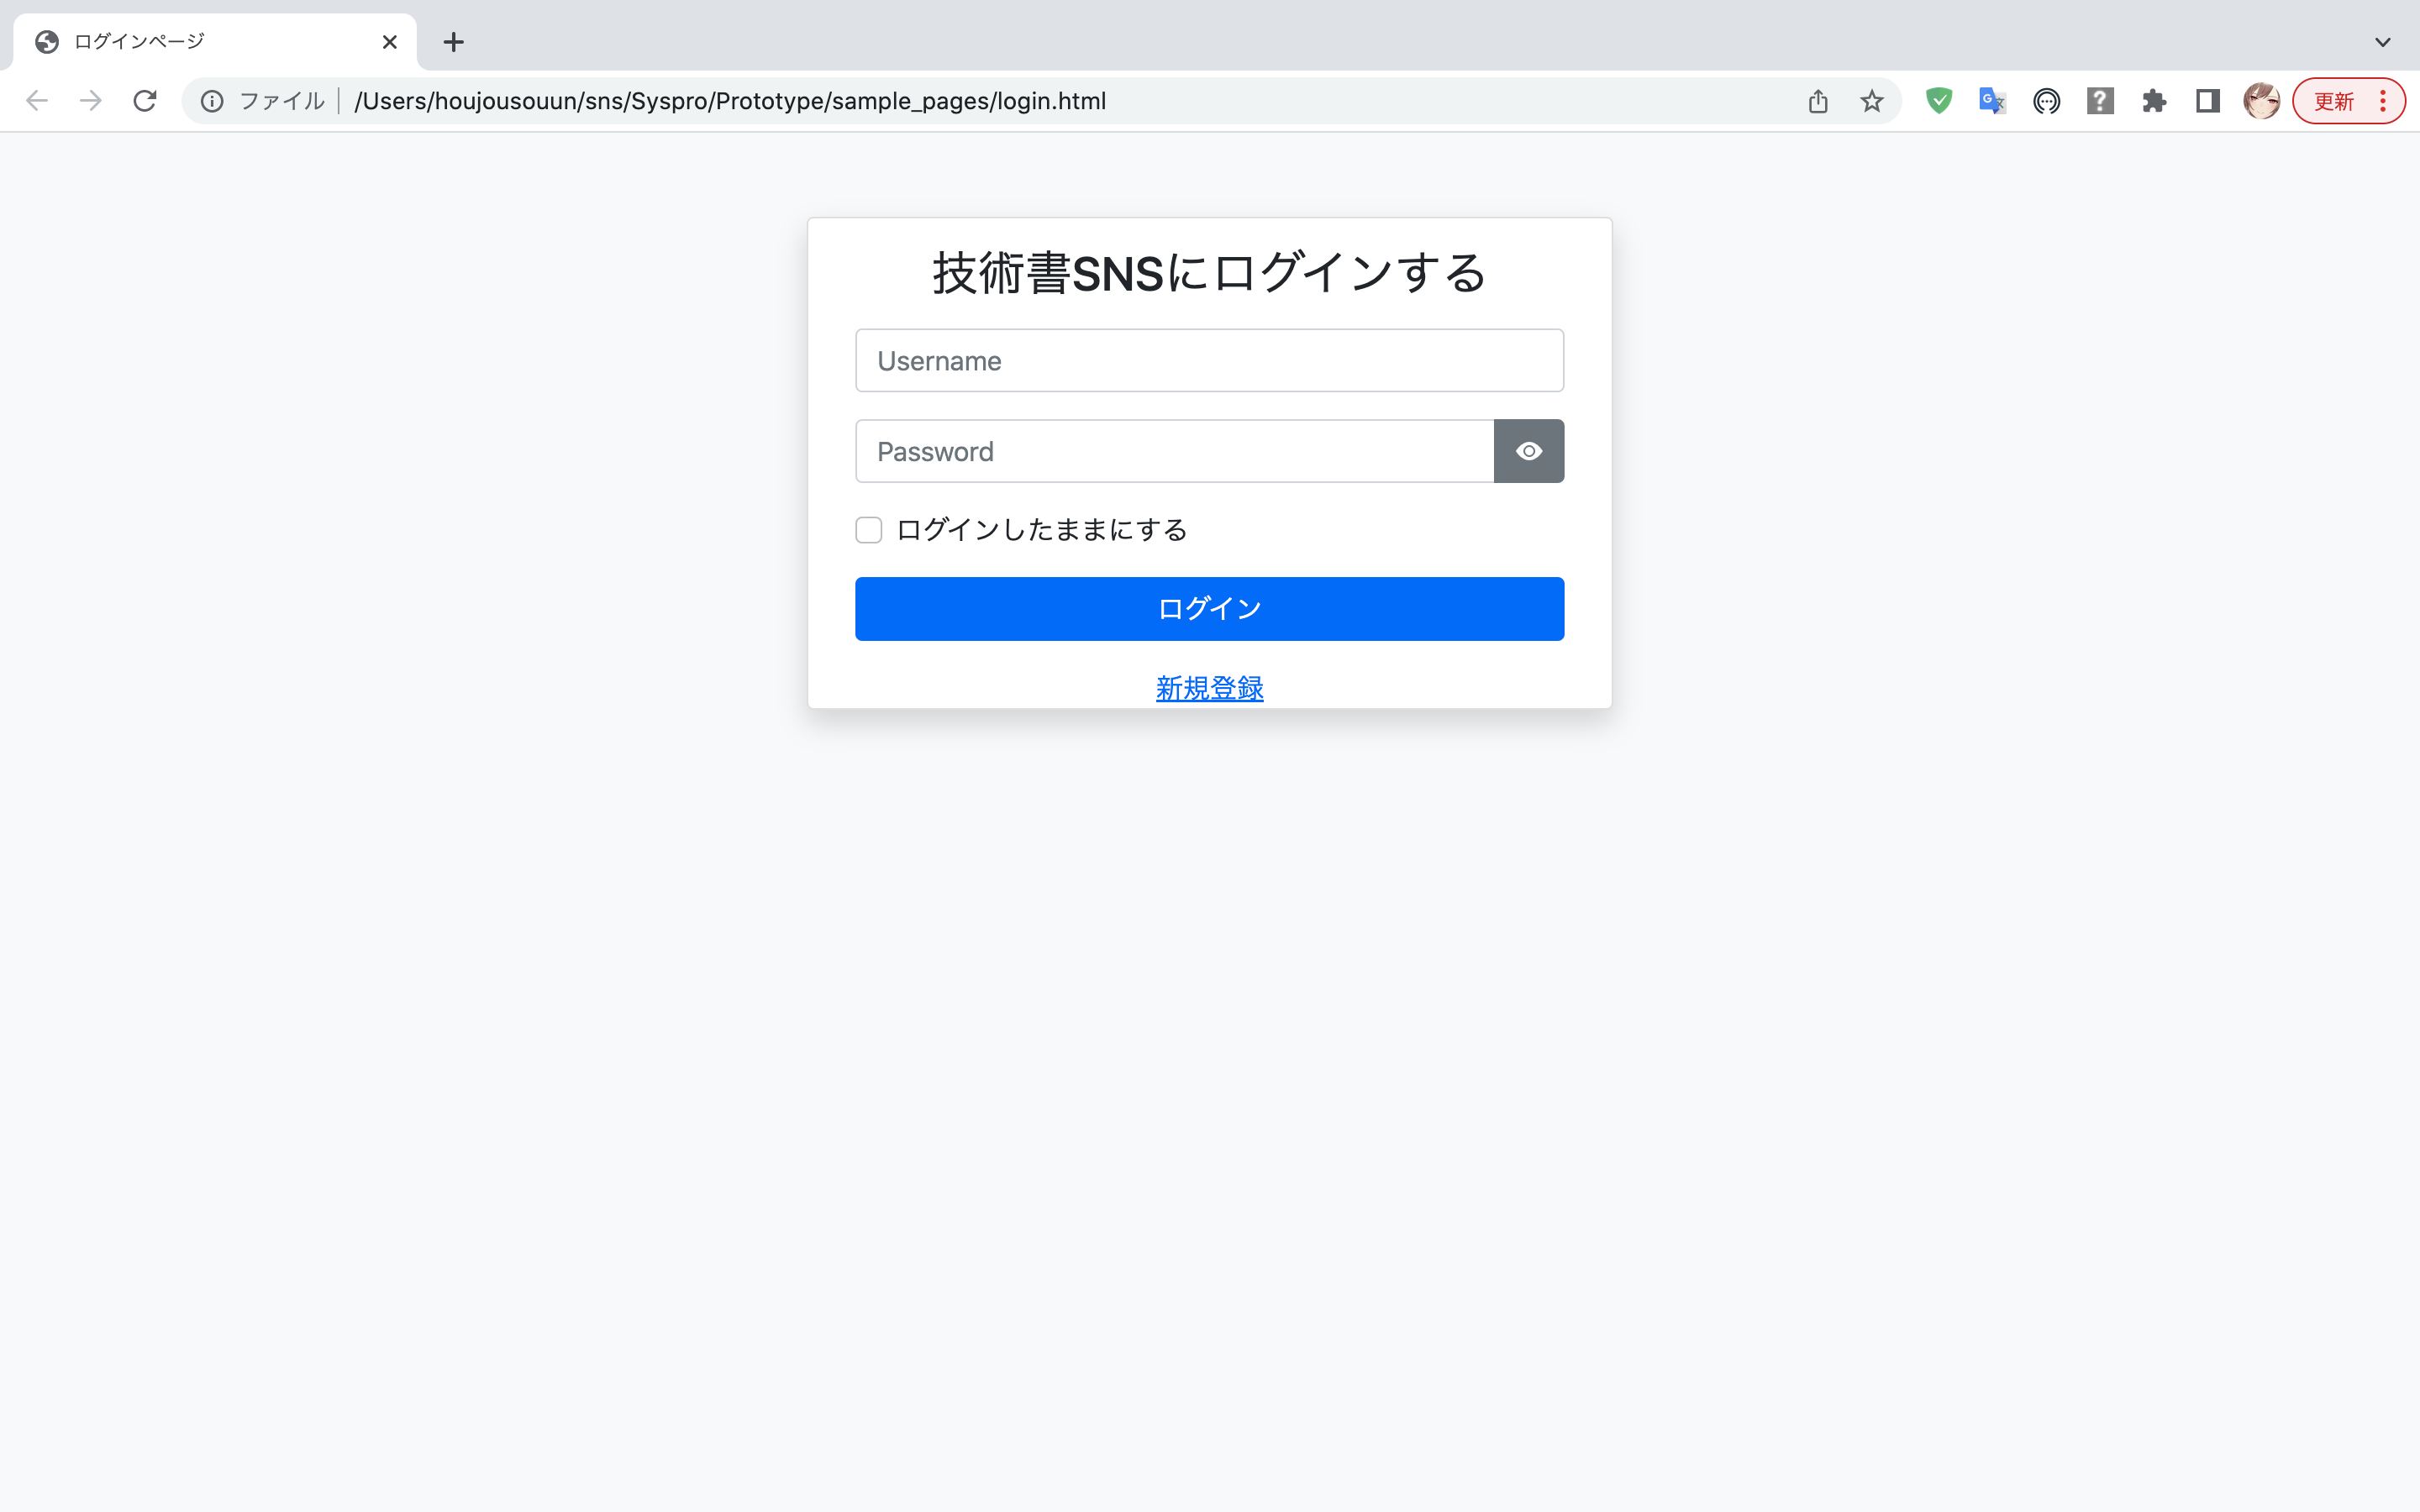 ログインページ
ファイル
/Users/houjousouun/sns/Syspro/Prototype/sample_pages/login.html
更新
技術書SNSにログインする
Username
Password
ログインしたままにする
ログイン
新規登録